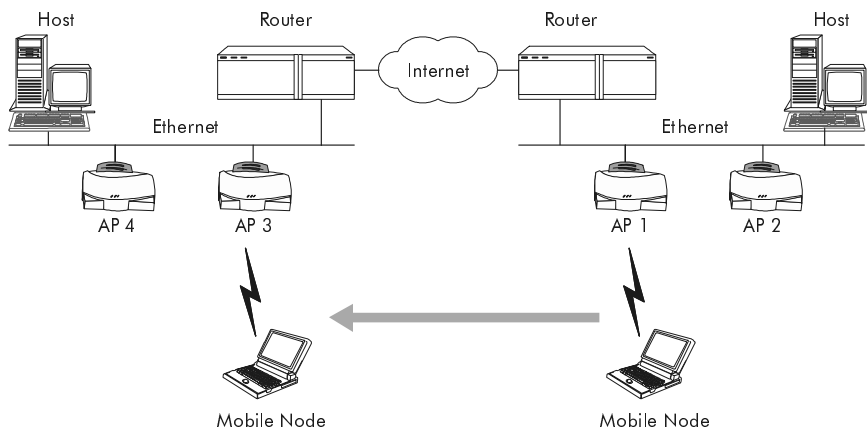 Host
Router
Router
Host
Internet
Ethernet
Ethernet
AP 4
AP 3
AP 1
AP 2
Mobile Node
Mobile Node